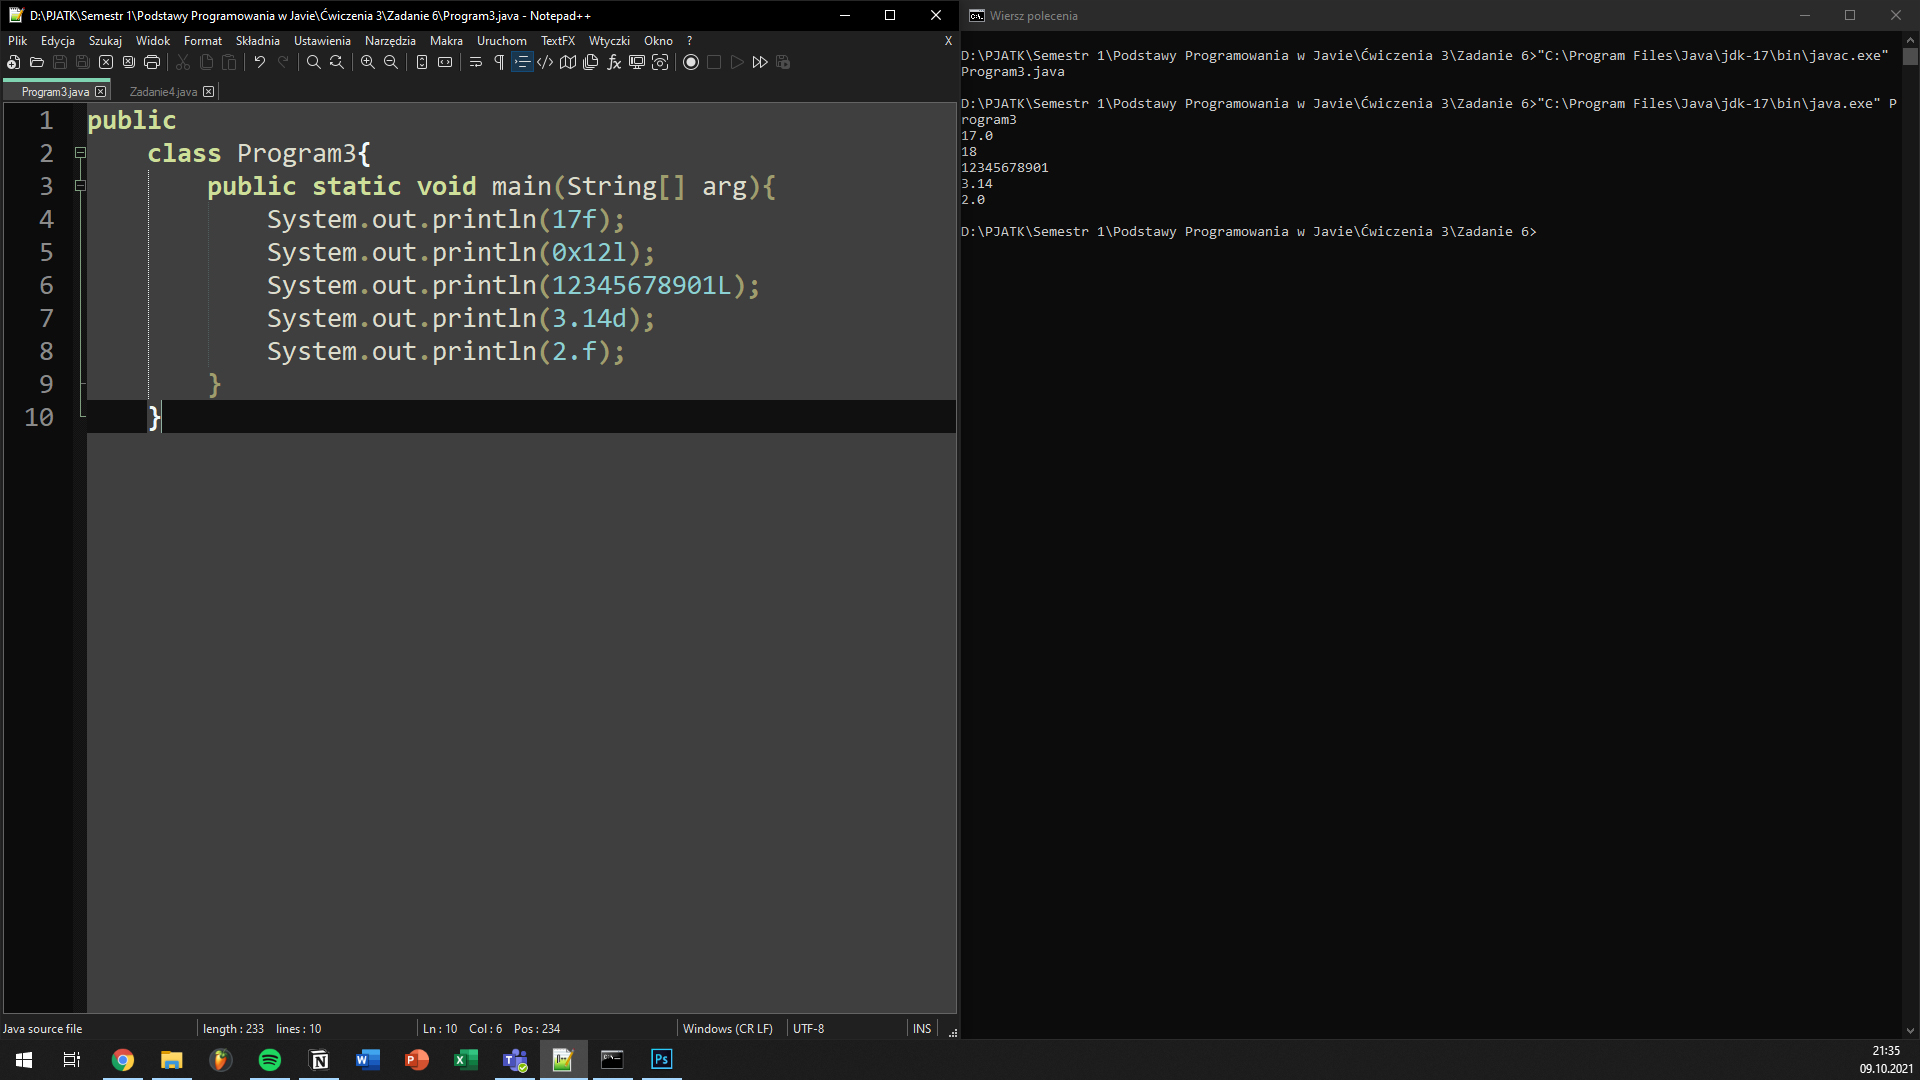 D:\PJATK\Semestr 1\Podstawy Programowania w Javie\Ćwiczenia 3\Zadanie 6\Program3.java - Notepad++
Plik Edycja Szukaj Widok Format Składnia Ustawienia Narzędzia Makra Uruchom TextFX Wtyczki Okno ? X
Program3.java Zadanie4.java
1 public
2 class Program3{
3 public static void main(String[] arg){
4 System.out.println(17f);
5 System.out.println(0x12l);
6 System.out.println(12345678901L);
7 System.out.println(3.14d);
8 System.out.println(2.f);
9 }
10 }
Java source file length : 233 lines : 10 Ln : 10 Col : 6 Pos : 234 Windows (CR LF) UTF-8 INS
Wiersz polecenia
D:\PJATK\Semestr 1\Podstawy Programowania w Javie\Ćwiczenia 3\Zadanie 6>"C:\Program Files\Java\jdk-17\bin\javac.exe"
Program3.java
D:\PJATK\Semestr 1\Podstawy Programowania w Javie\Ćwiczenia 3\Zadanie 6>"C:\Program Files\Java\jdk-17\bin\java.exe" P
rogram3
17.0
18
12345678901
3.14
2.0
D:\PJATK\Semestr 1\Podstawy Programowania w Javie\Ćwiczenia 3\Zadanie 6>
21:35
09.10.2021